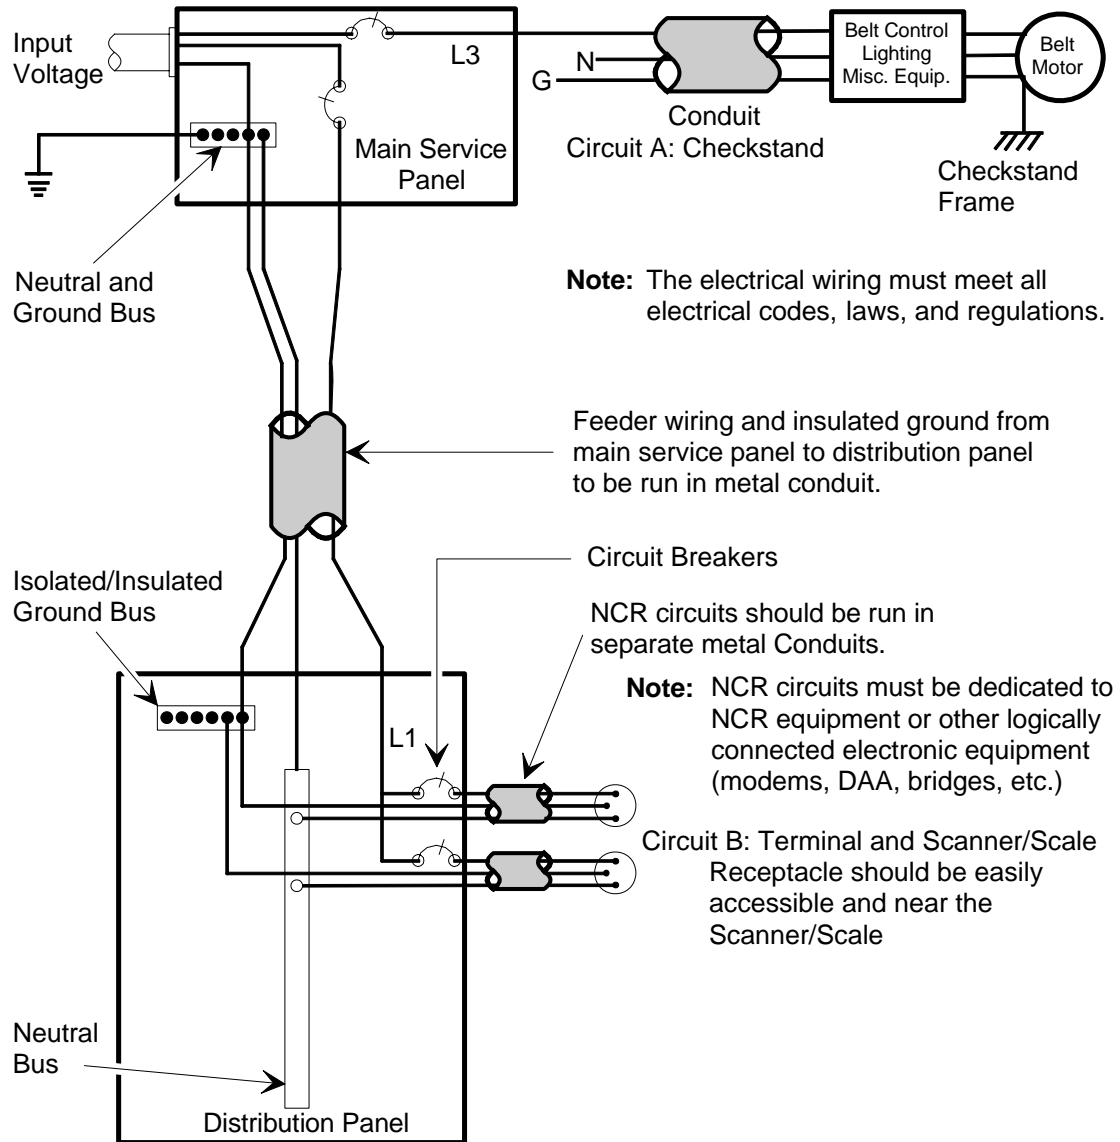 Input
Voltage
L3
N
G
Belt Control
Lighting
Misc. Equip.
Belt
Motor
Main Service
Panel
Conduit
Circuit A: Checkstand
Checkstand
Frame
Neutral and
Ground Bus
Note: The electrical wiring must meet all
electrical codes, laws, and regulations.
Feeder wiring and insulated ground from
main service panel to distribution panel
to be run in metal conduit.
Circuit Breakers
Isolated/Insulated
Ground Bus
NCR circuits should be run in
separate metal Conduits.
Note: NCR circuits must be dedicated to
NCR equipment or other logically
connected electronic equipment
(modems, DAA, bridges, etc.)
L1
Circuit B: Terminal and Scanner/Scale
Receptacle should be easily
accessible and near the
Scanner/Scale
Neutral
Bus
Distribution Panel